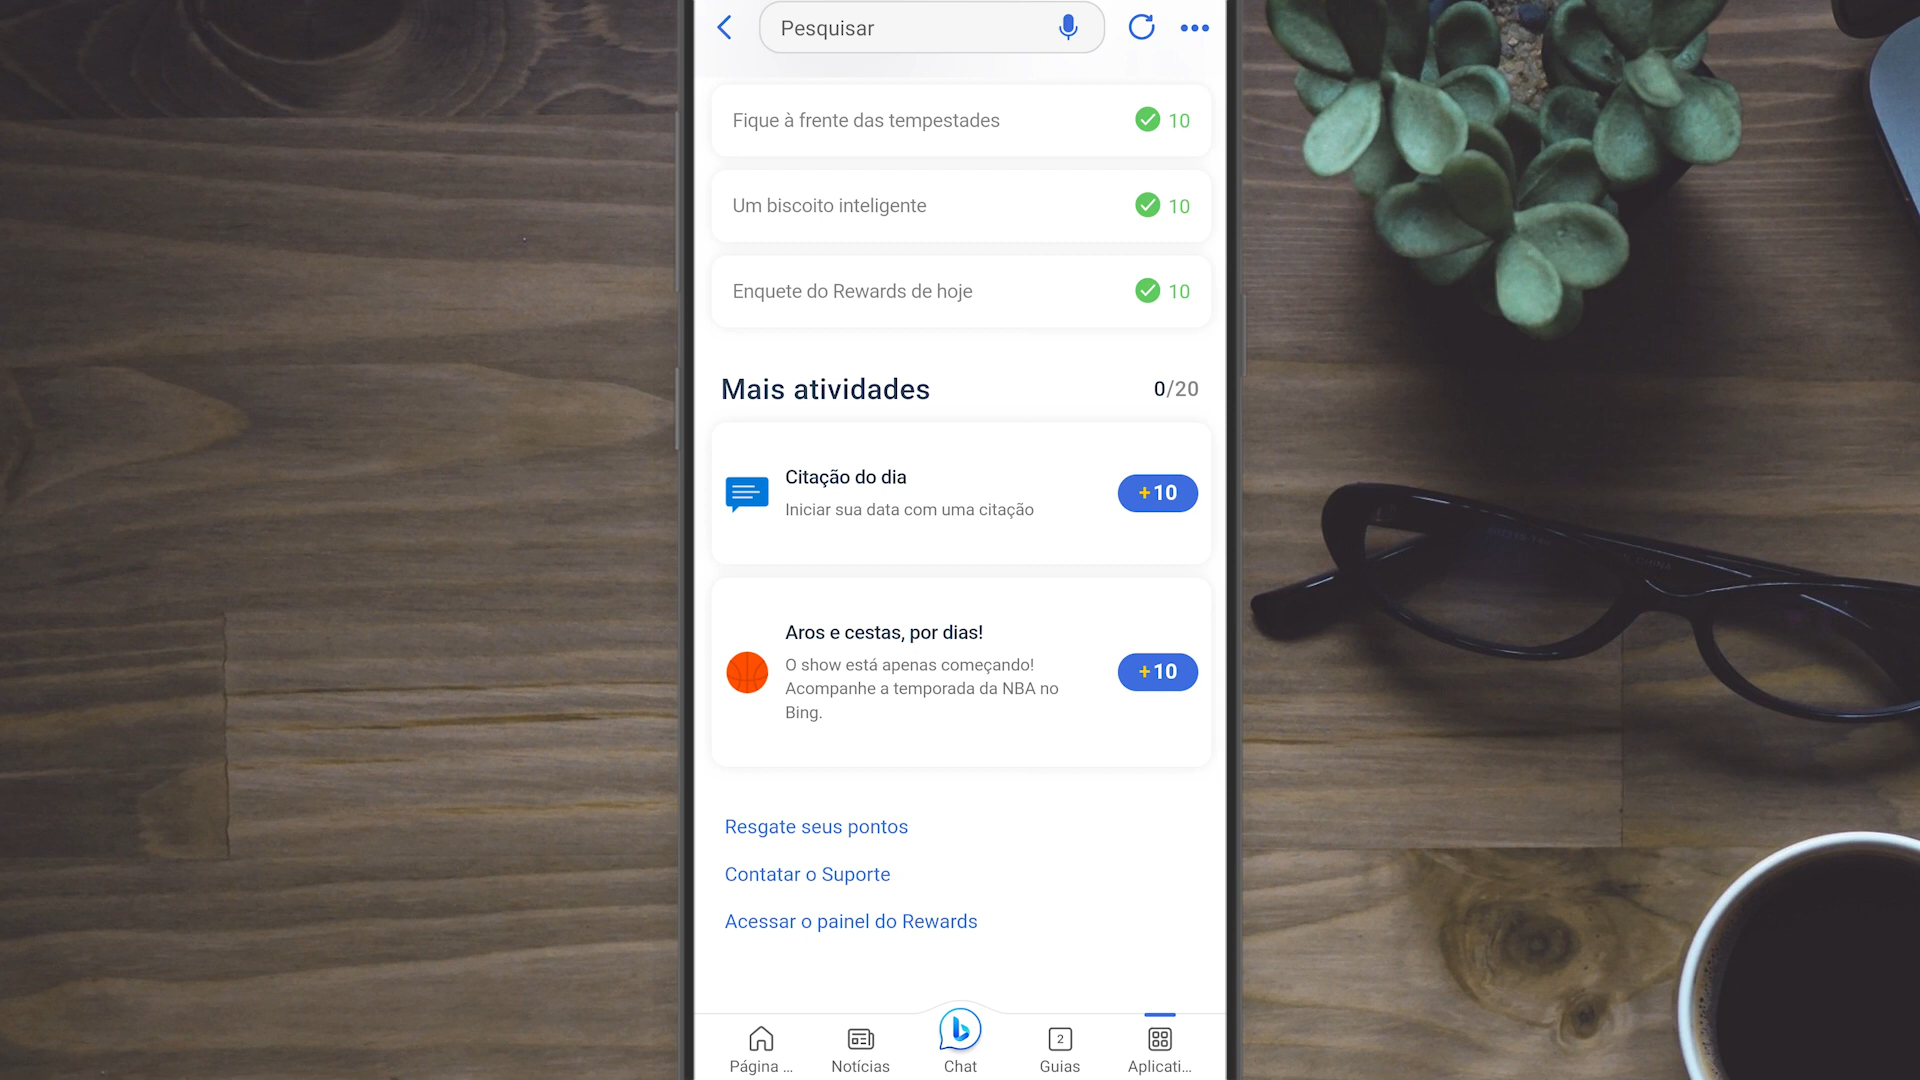 Pesquisar
Fique à frente das tempestades
10
Um biscoito inteligente
10
Enquete do Rewards de hoje
10
Mais atividades
0/20
Citação do dia
Iniciar sua data com uma citação
+10
Aros e cestas, por dias!
O show está apenas começando!
Acompanhe a temporada da NBA no
Bing.
+10
Resgate seus pontos
Contatar o Suporte
Acessar o painel do Rewards
2
Página ...
Notícias
Chat
Guias
Aplicati...